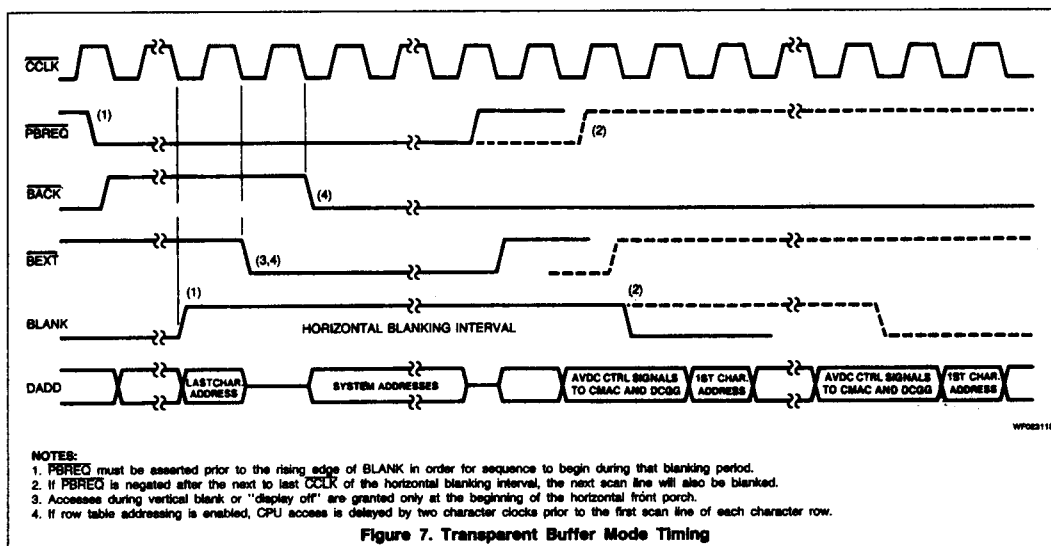 CCLK
PBREQ
(1)
(2)
BACK
(4)
BEXT
(3,4)
BLANK
(1)
HORIZONTAL BLANKING INTERVAL
(2)
DADD
LAST CHAR. ADDRESS
SYSTEM ADDRESSES
AVDC CTRL SIGNALS TO CMAC AND DCGG
1ST CHAR. ADDRESS
AVDC CTRL SIGNALS TO CMAC AND DCGG
1ST CHAR. ADDRESS
WF02311S
NOTES:
1. PBREQ must be asserted prior to the rising edge of BLANK in order for sequence to begin during that blanking period.
2. If PBREQ is negated after the next to last CCLK of the horizontal blanking interval, the next scan line will also be blanked.
3. Accesses during vertical blank or "display off" are granted only at the beginning of the horizontal front porch.
4. If row table addressing is enabled, CPU access is delayed by two character clocks prior to the first scan line of each character row.
Figure 7. Transparent Buffer Mode Timing